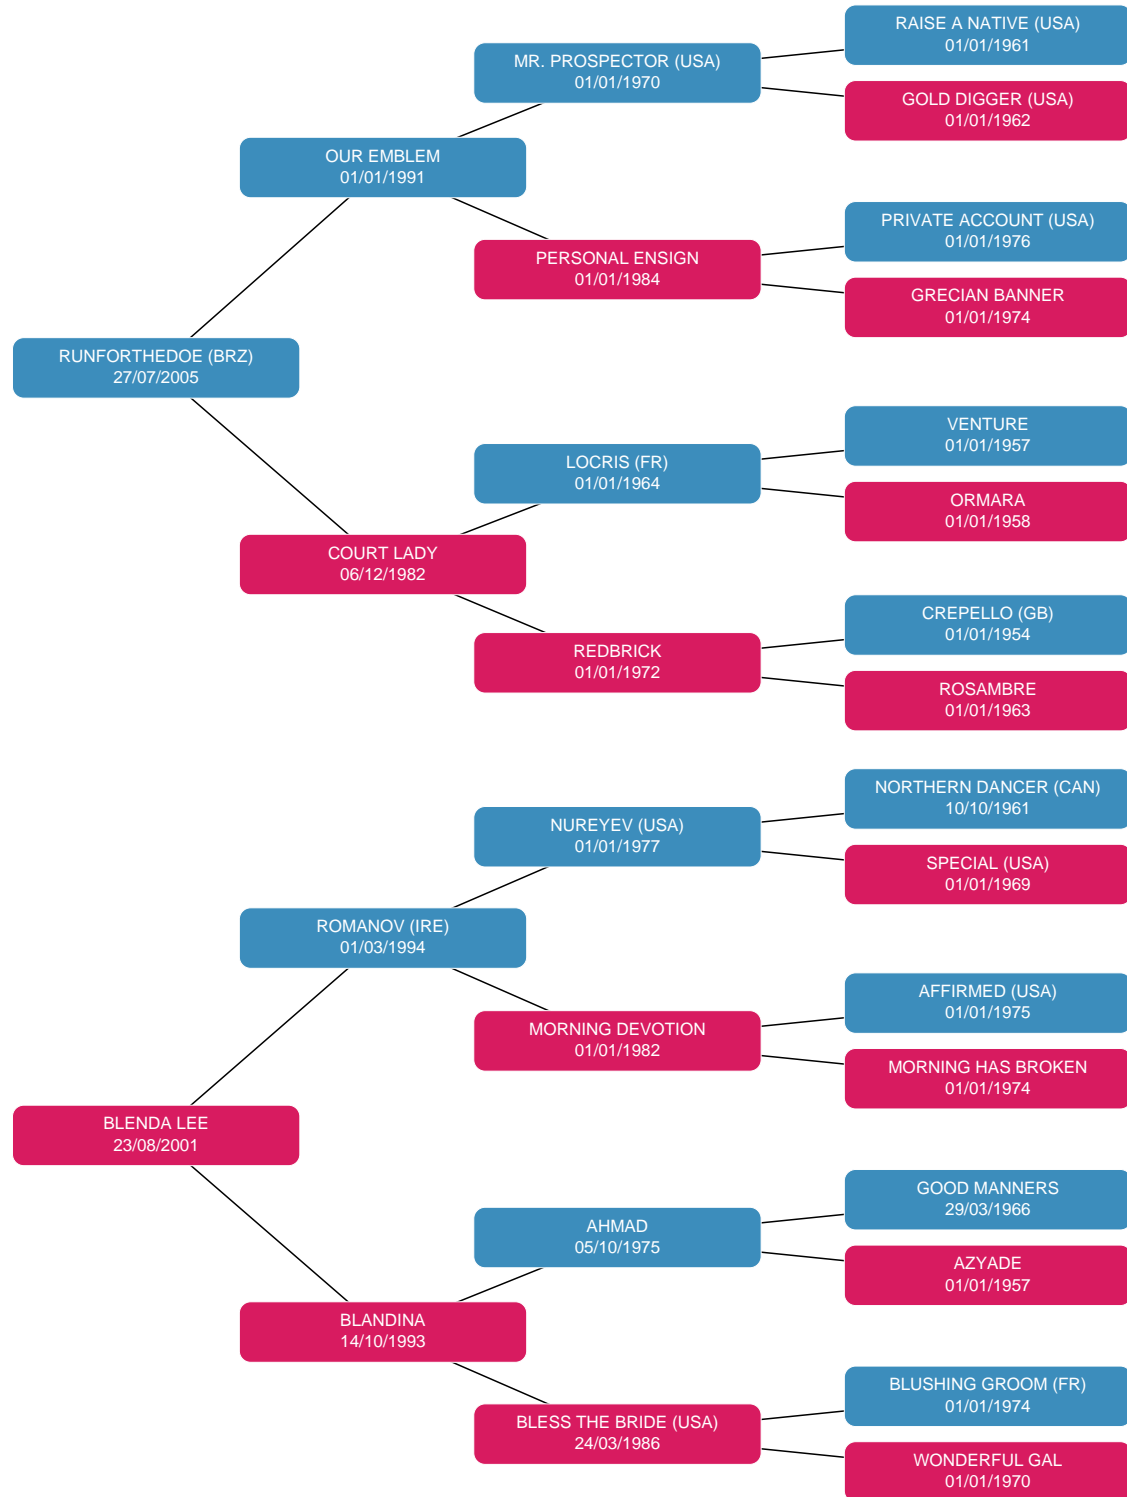 RAISE A NATIVE (USA)
01/01/1961
MR. PROSPECTOR (USA)
01/01/1970
GOLD DIGGER (USA)
01/01/1962
OUR EMBLEM
01/01/1991
PRIVATE ACCOUNT (USA)
01/01/1976
PERSONAL ENSIGN
01/01/1984
GRECIAN BANNER
01/01/1974
RUNFORTHEDOE (BRZ)
27/07/2005
VENTURE
01/01/1957
LOCRIS (FR)
01/01/1964
ORMARA
01/01/1958
COURT LADY
06/12/1982
CREPELLO (GB)
01/01/1954
REDBRICK
01/01/1972
ROSAMBRE
01/01/1963
NORTHERN DANCER (CAN)
10/10/1961
NUREYEV (USA)
01/01/1977
SPECIAL (USA)
01/01/1969
ROMANOV (IRE)
01/03/1994
AFFIRMED (USA)
01/01/1975
MORNING DEVOTION
01/01/1982
MORNING HAS BROKEN
01/01/1974
BLENDA LEE
23/08/2001
GOOD MANNERS
29/03/1966
AHMAD
05/10/1975
AZYADE
01/01/1957
BLANDINA
14/10/1993
BLUSHING GROOM (FR)
01/01/1974
BLESS THE BRIDE (USA)
24/03/1986
WONDERFUL GAL
01/01/1970